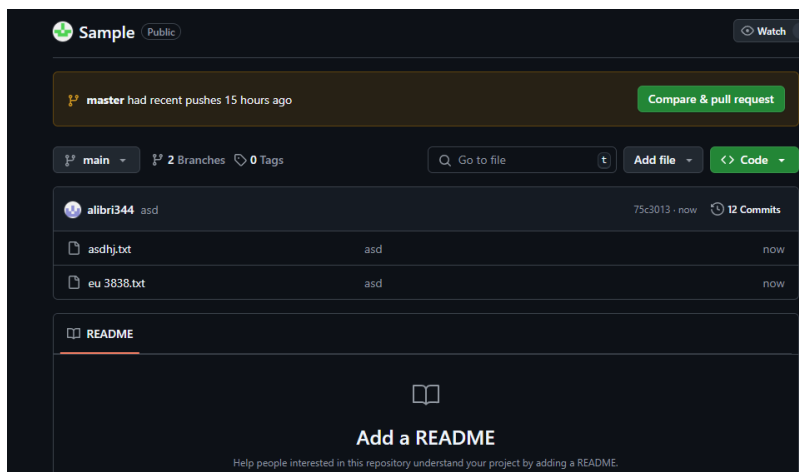 Sample Public Watch
master had recent pushes 15 hours ago Compare & pull request
main 2 Branches 0 Tags Go to file t Add file <> Code
alibri344 asd 75c3013 · now 12 Commits
asdhj.txt asd now
eu 3838.txt asd now
README
Add a README
Help people interested in this repository understand your project by adding a README.